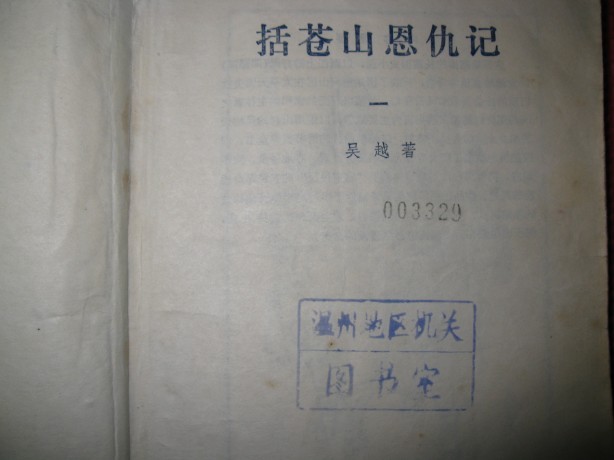 括苍山恩仇记
一
吴越著
003329
温州地区机关
图书室